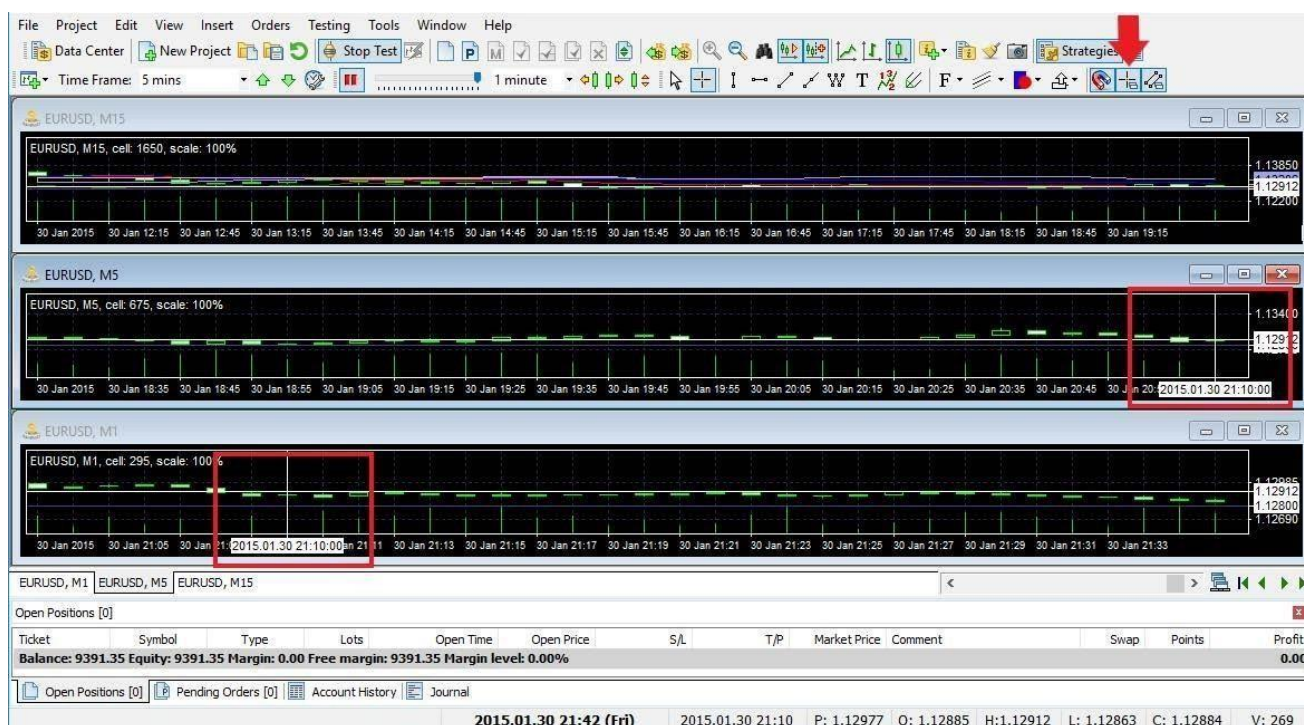 File Project Edit View Insert Orders Testing Tools Window Help
Data Center New Project Stop Test Strategies
Time Frame: 5 mins 1 minute
EURUSD, M15
EURUSD, M15, cell: 1650, scale: 100%
1.13850
1.12912
1.12200
30 Jan 2015 30 Jan 12:15 30 Jan 12:45 30 Jan 13:15 30 Jan 13:45 30 Jan 14:15 30 Jan 14:45 30 Jan 15:15 30 Jan 15:45 30 Jan 16:15 30 Jan 16:45 30 Jan 17:15 30 Jan 17:45 30 Jan 18:15 30 Jan 18:45 30 Jan 19:15
EURUSD, M5
EURUSD, M5, cell: 675, scale: 100%
1.13400
1.12912
30 Jan 2015 30 Jan 18:35 30 Jan 18:45 30 Jan 18:55 30 Jan 19:05 30 Jan 19:15 30 Jan 19:25 30 Jan 19:35 30 Jan 19:45 30 Jan 19:55 30 Jan 20:05 30 Jan 20:15 30 Jan 20:25 30 Jan 20:35 30 Jan 20:45 30 Jan 2015.01.30 21:10:00
EURUSD, M1
EURUSD, M1, cell: 295, scale: 100%
1.12985
1.12912
1.12800
1.12690
30 Jan 2015 30 Jan 21:05 30 Jan 2015.01.30 21:10:00 30 Jan 21:13 30 Jan 21:15 30 Jan 21:17 30 Jan 21:19 30 Jan 21:21 30 Jan 21:23 30 Jan 21:25 30 Jan 21:27 30 Jan 21:29 30 Jan 21:31 30 Jan 21:33
EURUSD, M1 EURUSD, M5 EURUSD, M15
Open Positions [0]
Ticket Symbol Type Lots Open Time Open Price S/L T/P Market Price Comment Swap Points Profit
Balance: 9391.35 Equity: 9391.35 Margin: 0.00 Free margin: 9391.35 Margin level: 0.00% 0.00
Open Positions [0] Pending Orders [0] Account History Journal
2015.01.30 21:42 (Fri) 2015.01.30 21:10 P: 1.12977 O: 1.12885 H:1.12912 L: 1.12863 C: 1.12884 V: 269